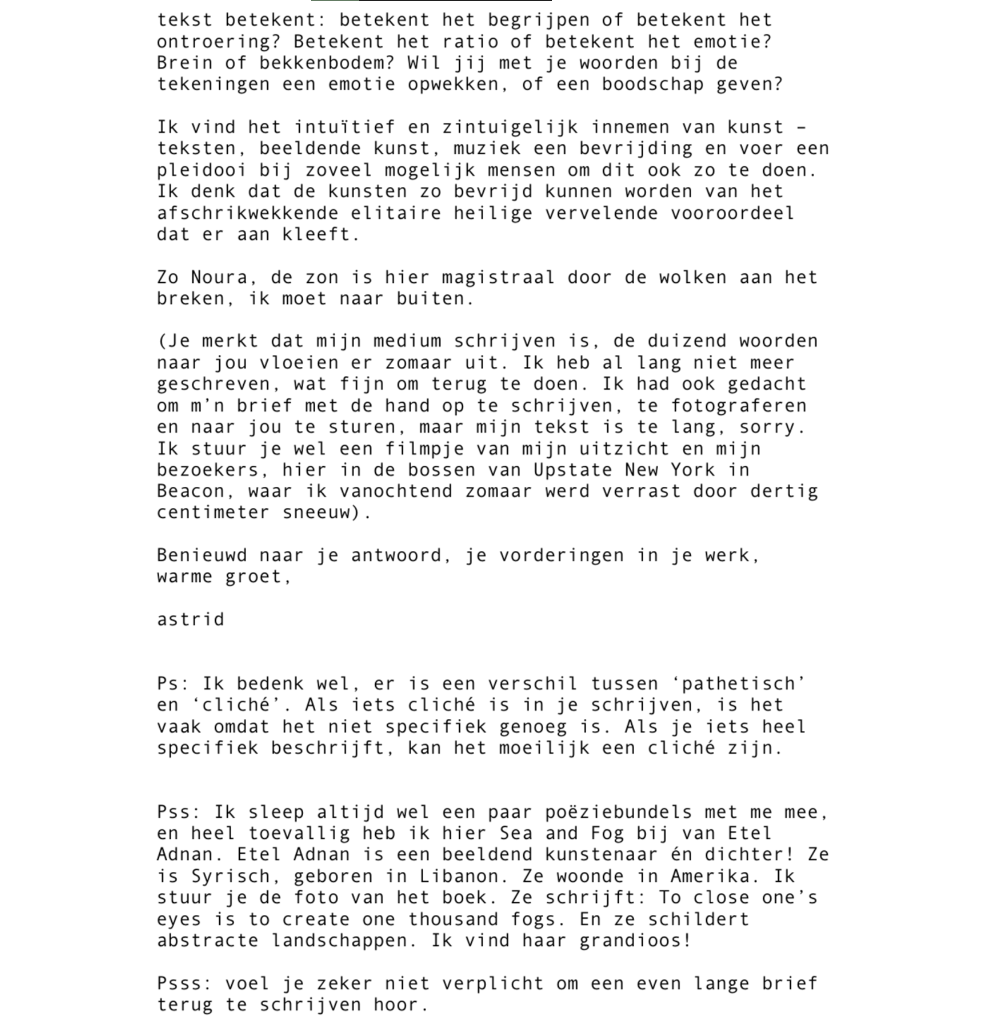 tekst betekent: betekent het begrijpen of betekent het
ontroering? Betekent het ratio of betekent het emotie?
Brein of bekkenbodem? Wil jij met je woorden bij de
tekeningen een emotie opwekken, of een boodschap geven?
Ik vind het intuïtief en zintuigelijk innemen van kunst –
teksten, beeldende kunst, muziek een bevrijding en voer een
pleidooi bij zoveel mogelijk mensen om dit ook zo te doen.
Ik denk dat de kunsten zo bevrijd kunnen worden van het
afschrikwekkende elitaire heilige vervelende vooroordeel
dat er aan kleeft.
Zo Noura, de zon is hier magistraal door de wolken aan het
breken, ik moet naar buiten.
(Je merkt dat mijn medium schrijven is, de duizend woorden
naar jou vloeien er zomaar uit. Ik heb al lang niet meer
geschreven, wat fijn om terug te doen. Ik had ook gedacht
om m’n brief met de hand op te schrijven, te fotograferen
en naar jou te sturen, maar mijn tekst is te lang, sorry.
Ik stuur je wel een filmpje van mijn uitzicht en mijn
bezoekers, hier in de bossen van Upstate New York in
Beacon, waar ik vanochtend zomaar werd verrast door dertig
centimeter sneeuw).
Benieuwd naar je antwoord, je vorderingen in je werk,
warme groet,
astrid
Ps: Ik bedenk wel, er is een verschil tussen ‘pathetisch’
en ‘cliché’. Als iets cliché is in je schrijven, is het
vaak omdat het niet specifiek genoeg is. Als je iets heel
specifiek beschrijft, kan het moeilijk een cliché zijn.
Pss: Ik sleep altijd wel een paar poëziebundels met me mee,
en heel toevallig heb ik hier Sea and Fog bij van Etel
Adnan. Etel Adnan is een beeldend kunstenaar én dichter! Ze
is Syrisch, geboren in Libanon. Ze woonde in Amerika. Ik
stuur je de foto van het boek. Ze schrijft: To close one’s
eyes is to create one thousand fogs. En ze schildert
abstracte landschappen. Ik vind haar grandioos!
Psss: voel je zeker niet verplicht om een even lange brief
terug te schrijven hoor.